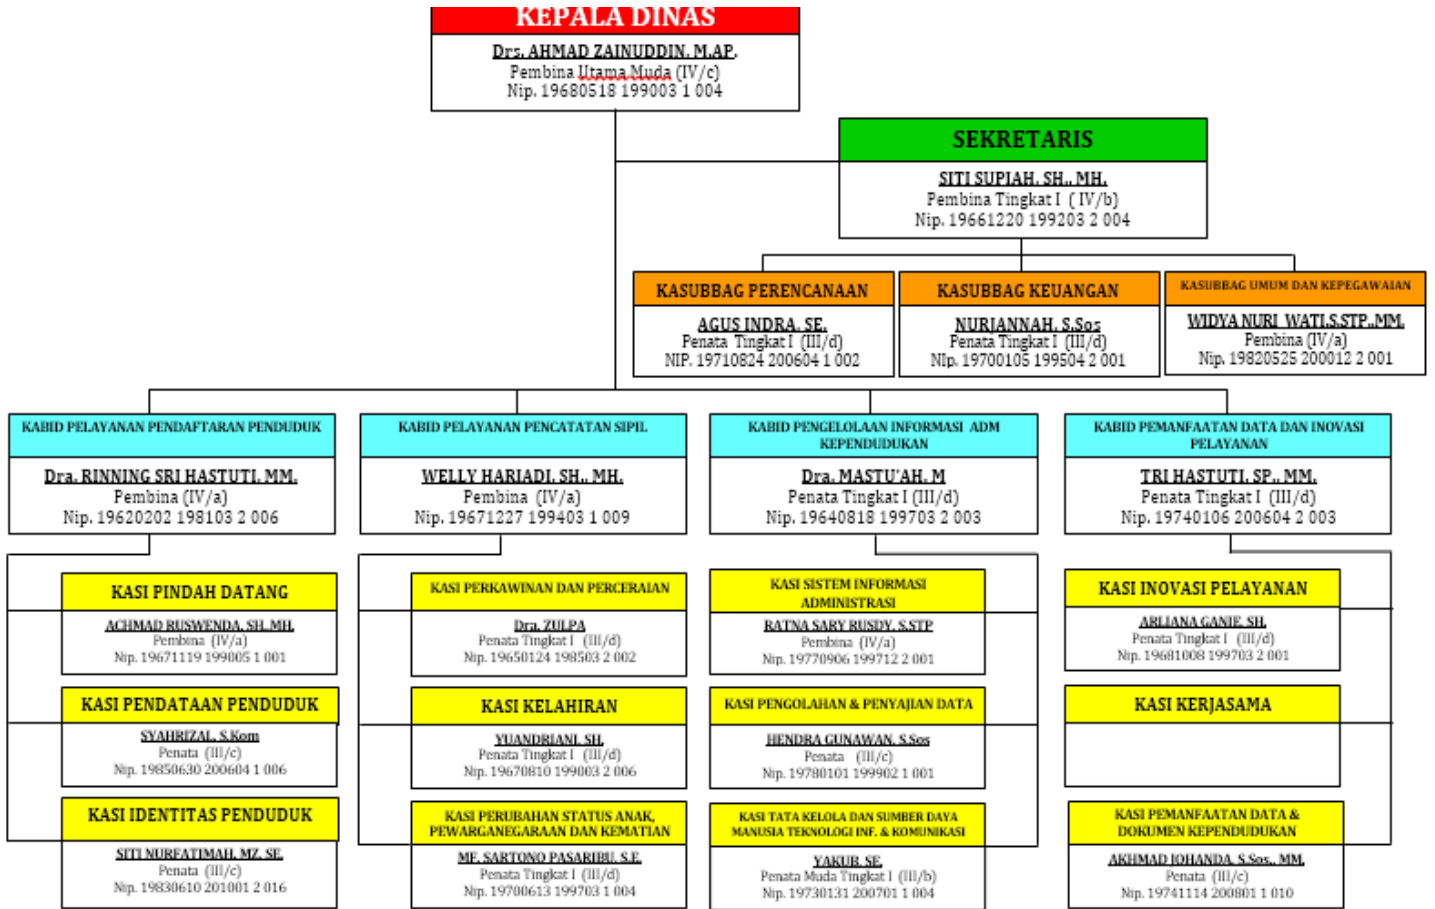 KEPALA DINAS
Drs. AHMAD ZAINUDDIN. M.AP.
Pembina Utama Muda (IV/c)
Nip. 19680518 199003 1 004
SEKRETARIS
SITI SUPIAH. SH., MH.
Pembina Tingkat I ( IV/b)
Nip. 19661220 199203 2 004
KASUBBAG PERENCANAAN
AGUS INDRA. SE.
Penata Tingkat I (III/d)
NIP. 19710824 200604 1 002
KASUBBAG KEUANGAN
NURJANNAH. S.Sos
Penata Tingkat I (III/d)
NIp. 19700105 199504 2 001
KASUBBAG UMUM DAN KEPEGAWAIAN
WIDYA NURI WATI.S.STP.,MM.
Pembina (IV/a)
Nip. 19820525 200012 2 001
KABID PELAYANAN PENDAFTARAN PENDUDUK
Dra. RINNING SRI HASTUTI. MM.
Pembina (IV/a)
Nip. 19620202 198103 2 006
KABID PELAYANAN PENCATATAN SIPIL
WELLY HARIADI. SH., MH.
Pembina (IV/a)
Nip. 19671227 199403 1 009
KABID PENGELOLAAN INFORMASI ADM
KEPENDUDUKAN
Dra. MASTU'AH. M
Penata Tingkat I (III/d)
Nip. 19640818 199703 2 003
KABID PEMANFAATAN DATA DAN INOVASI
PELAYANAN
TRI HASTUTI. SP., MM.
Penata Tingkat I (III/d)
Nip. 19740106 200604 2 003
KASI PINDAH DATANG
ACHMAD RUSWENDA. SH. MH.
Pembina (IV/a)
Nip. 19671119 199005 1 001
KASI PERKAWINAN DAN PERCERAIAN
Dra. ZULPA
Penata Tingkat I (III/d)
Nip. 19650124 198503 2 002
KASI SISTEM INFORMASI
ADMINISTRASI
RATNA SARY RUSDY. S.STP
Pembina (IV/a)
Nip. 19770906 199712 2 001
KASI INOVASI PELAYANAN
ARLIANA GANIE. SH.
Penata Tingkat I (III/d)
Nip. 19681008 199703 2 001
KASI PENDATAAN PENDUDUK
SYAHRIZAL. S.Kom
Penata (III/c)
Nip. 19850630 200604 1 006
KASI KELAHIRAN
YUANDRIANI. SH.
Penata Tingkat I (III/d)
Nip. 19670810 199003 2 006
KASI PENGOLAHAN & PENYAJIAN DATA
HENDRA GUNAWAN. S.Sos
Penata (III/c)
Nip. 19780101 199902 1 001
KASI KERJASAMA
KASI IDENTITAS PENDUDUK
SITI NURFATIMAH. MZ. SE.
Penata (III/c)
Nip. 19830610 201001 2 016
KASI PERUBAHAN STATUS ANAK,
PEWARGANEGARAAN DAN KEMATIAN
MF. SARTONO PASARIBU. S.E.
Penata Tingkat I (III/d)
Nip. 19700613 199703 1 004
KASI TATA KELOLA DAN SUMBER DAYA
MANUSIA TEKNOLOGI INF. & KOMUNIKASI
YAKUB. SE.
Penata Muda Tingkat I (III/b)
Nip. 19730131 200701 1 004
KASI PEMANFAATAN DATA &
DOKUMEN KEPENDUDUKAN
AKHMAD JOHANDA. S.Sos., MM.
Penata (III/c)
Nip. 19741114 200801 1 010